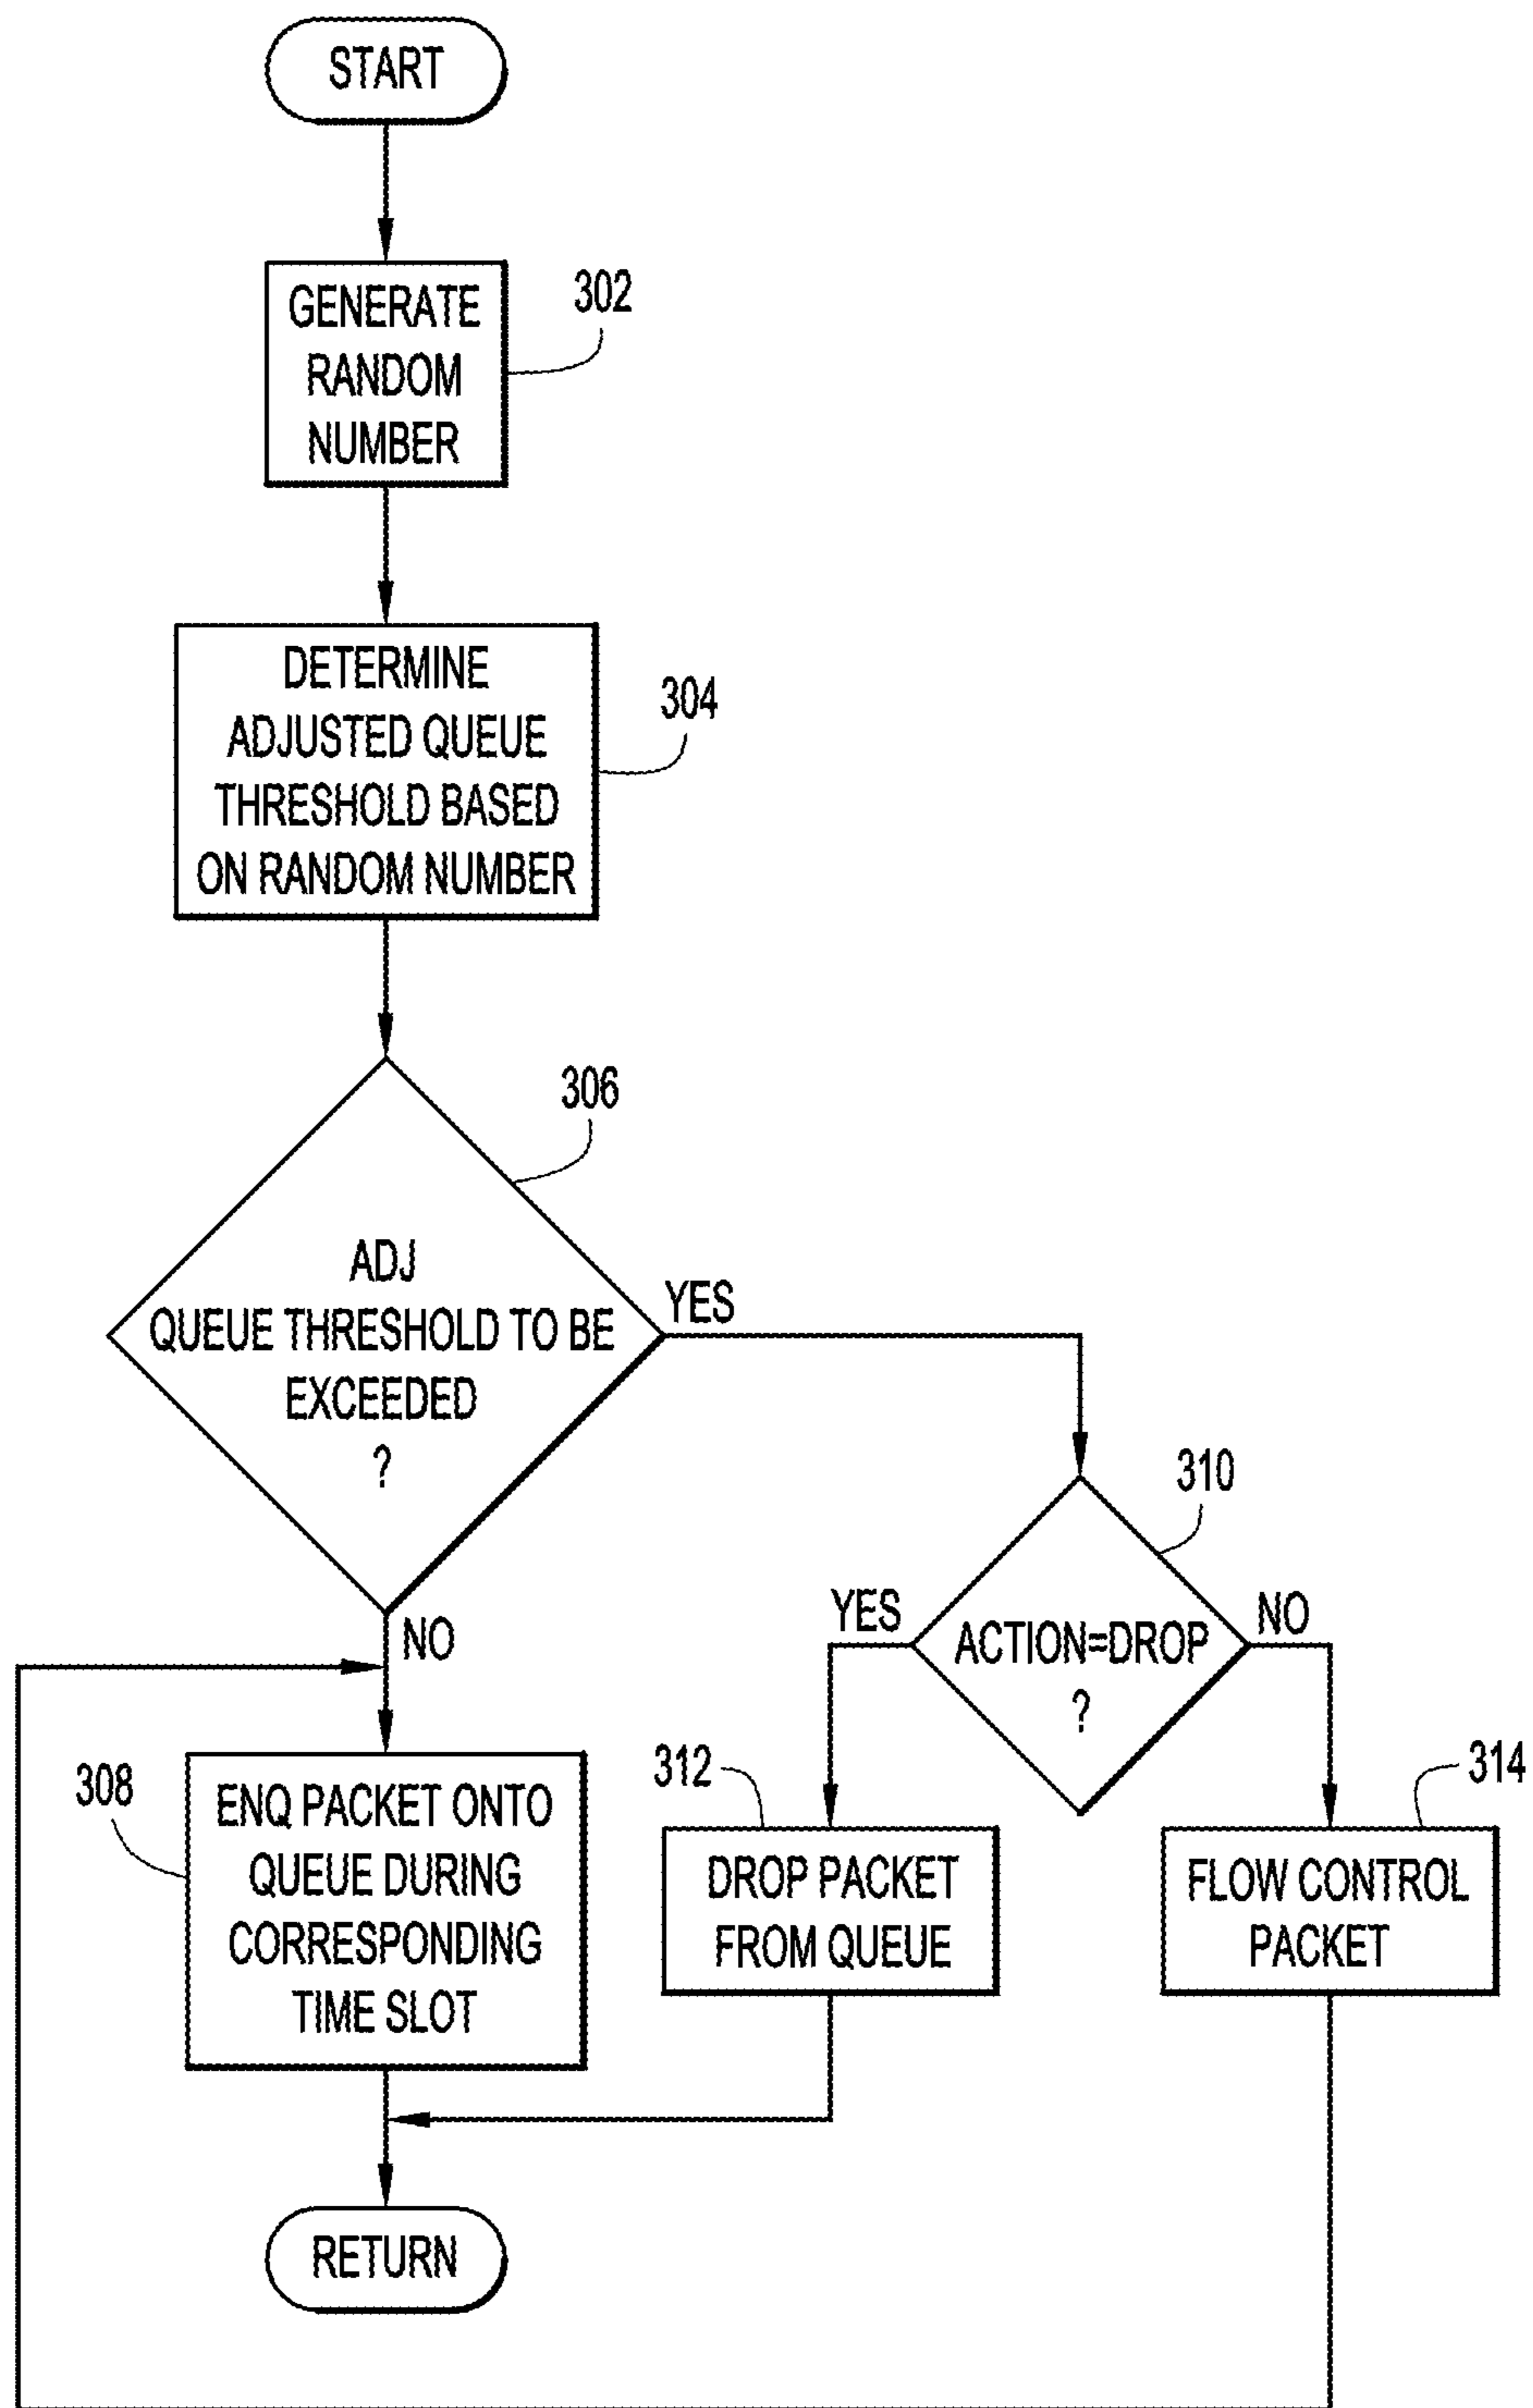 START
GENERATE
RANDOM
NUMBER
302
DETERMINE
ADJUSTED QUEUE
THRESHOLD BASED
ON RANDOM NUMBER
304
306
ADJ
QUEUE THRESHOLD TO BE
EXCEEDED
?
YES
NO
310
ACTION=DROP
?
YES
NO
308
ENQ PACKET ONTO
QUEUE DURING
CORRESPONDING
TIME SLOT
312
DROP PACKET
FROM QUEUE
314
FLOW CONTROL
PACKET
RETURN